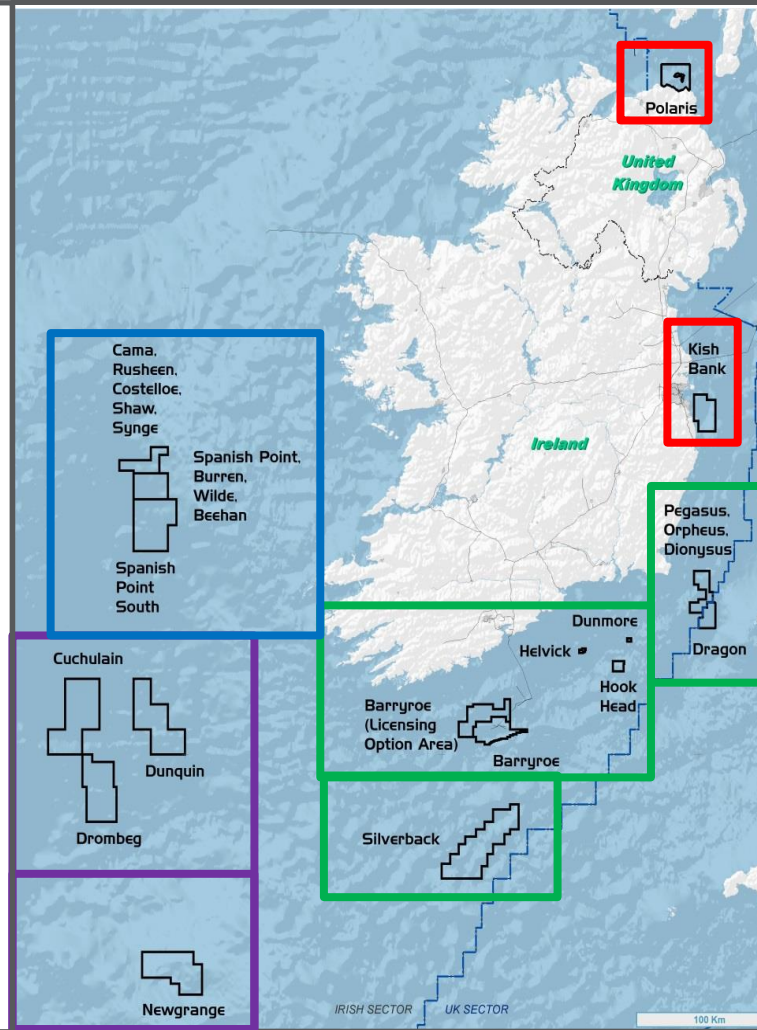 Polaris
United
Kingdom
Kish
Bank
Ireland
Cama,
Rusheen,
Costelloe,
Shaw,
Synge
Spanish Point,
Burren,
Wilde,
Beehan
Spanish
Point
South
Pegasus,
Orpheus,
Dionysus
Dragon
Dunmore
Helvick
Hook
Head
Barryroe
(Licensing
Option Area)
Barryroe
Cuchulain
Dunquin
Drombeg
Silverback
Newgrange
IRISH SECTOR
UK SECTOR
100 Km